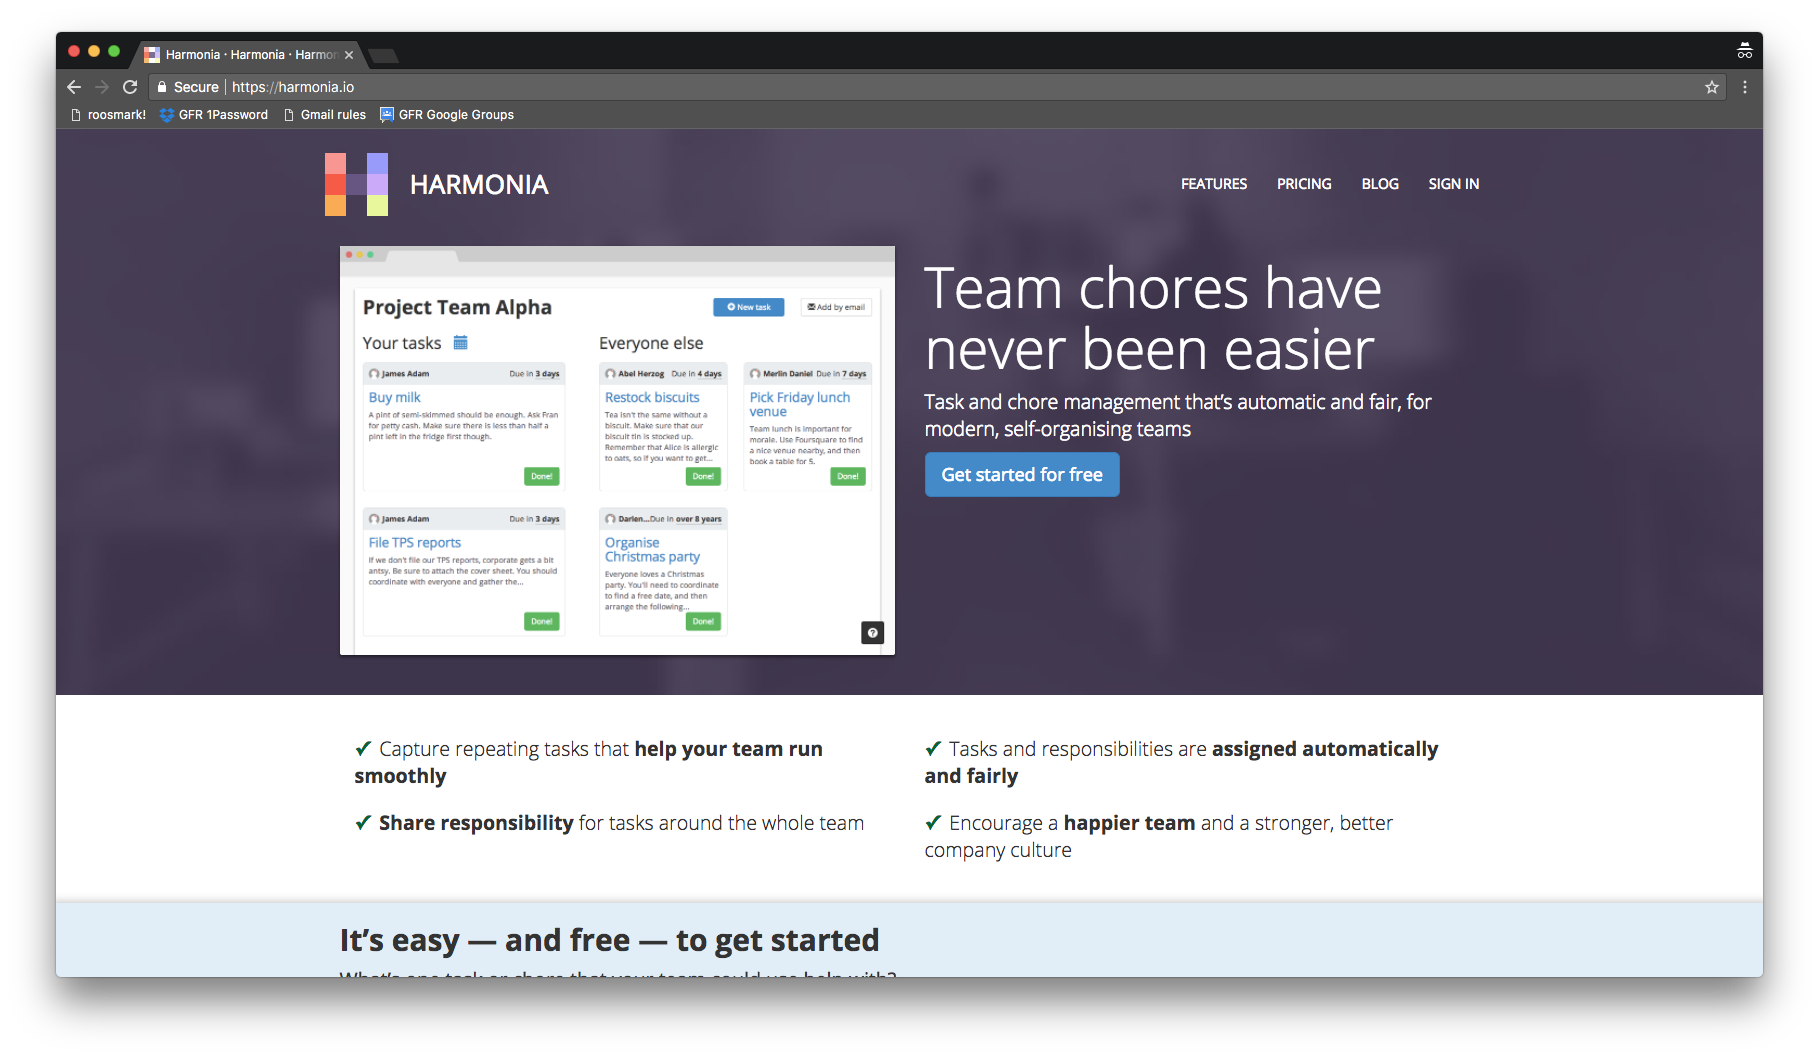 Harmonia · Harmonia · Harmon
Secure | https://harmonia.io
roosmark! GFR 1Password Gmail rules GFR Google Groups
HARMONIA
FEATURES PRICING BLOG SIGN IN
Project Team Alpha
New task
Add by email
Your tasks
Everyone else
James Adam Due in 3 days
Buy milk
A pint of semi-skimmed should be enough. Ask Fran
for petty cash. Make sure there is less than half a
pint left in the fridge first though.
Done!
Abel Herzog Due in 4 days
Restock biscuits
Tea isn't the same without a
biscuit. Make sure that our
biscuit tin is stocked up.
Remember that Alice is allergic
to oats, so if you want to get...
Done!
Merlin Daniel Due in 7 days
Pick Friday lunch
venue
Team lunch is important for
morale. Use Foursquare to find
a nice venue nearby, and then
book a table for 5.
Done!
James Adam Due in 3 days
File TPS reports
If we don't file our TPS reports, corporate gets a bit
antsy. Be sure to attach the cover sheet. You should
coordinate with everyone and gather the...
Done!
Darlen...Due in over 8 years
Organise
Christmas party
Everyone loves a Christmas
party. You'll need to coordinate
to find a free date, and then
arrange the following...
Done!
Team chores have
never been easier
Task and chore management that's automatic and fair, for
modern, self-organising teams
Get started for free
✔ Capture repeating tasks that help your team run
smoothly
✔ Share responsibility for tasks around the whole team
✔ Tasks and responsibilities are assigned automatically
and fairly
✔ Encourage a happier team and a stronger, better
company culture
It's easy — and free — to get started
What's one task or chore that your team could use help with?